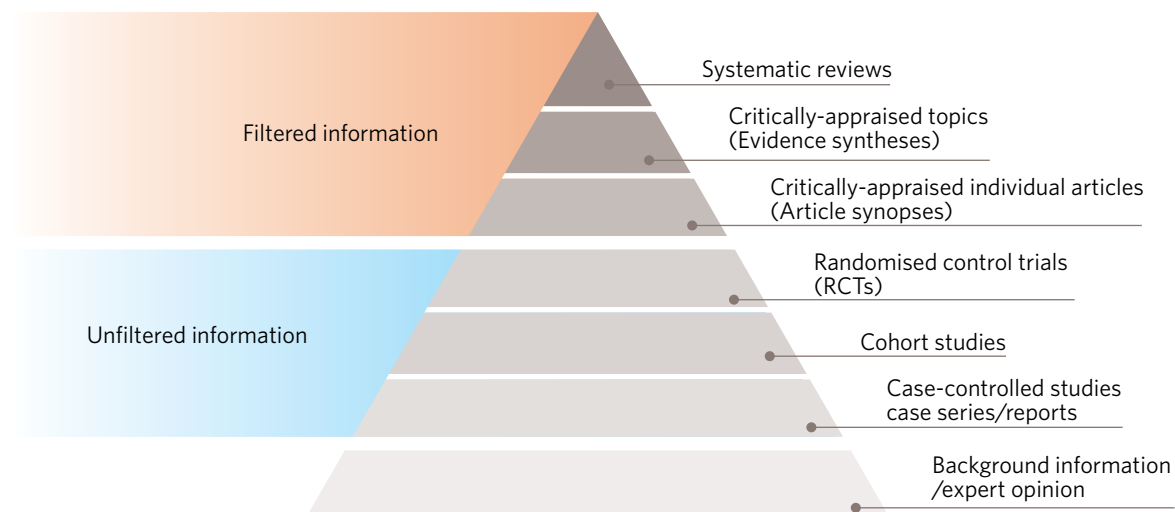 Systematic reviews
Critically-appraised topics
(Evidence syntheses)
Filtered information
Critically-appraised individual articles
(Article synopses)
Randomised control trials
(RCTs)
Unfiltered information
Cohort studies
Case-controlled studies
case series/reports
Background information
/expert opinion